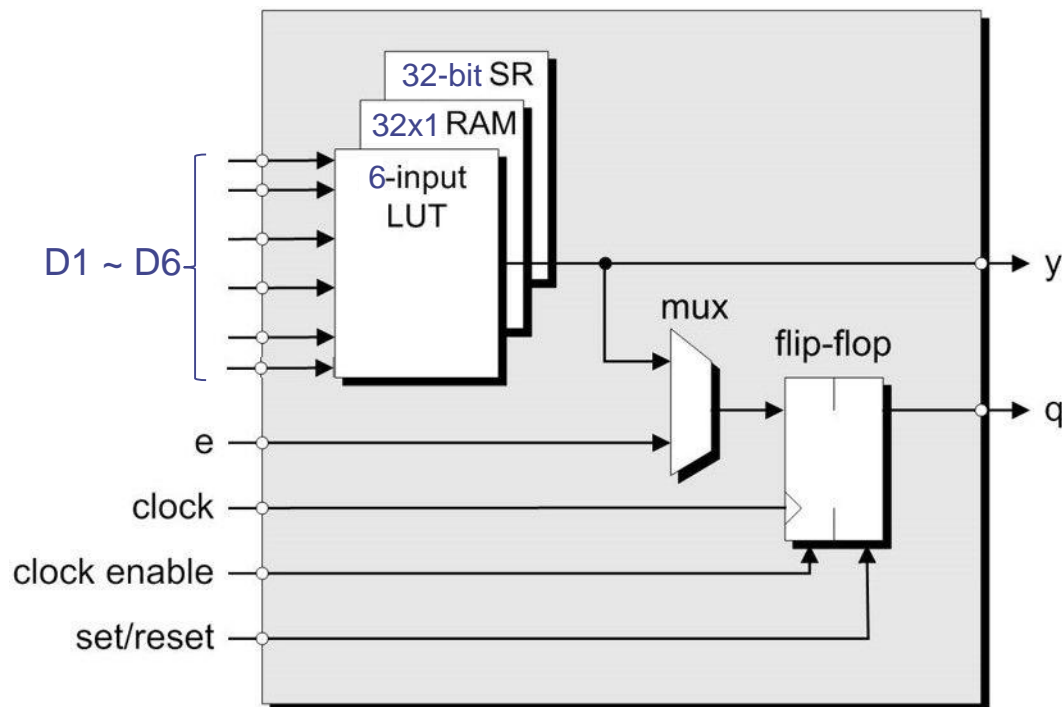 32-bit SR
32x1 RAM
6-input
LUT
D1 ~ D6
y
mux
flip-flop
q
e
clock
clock enable
set/reset